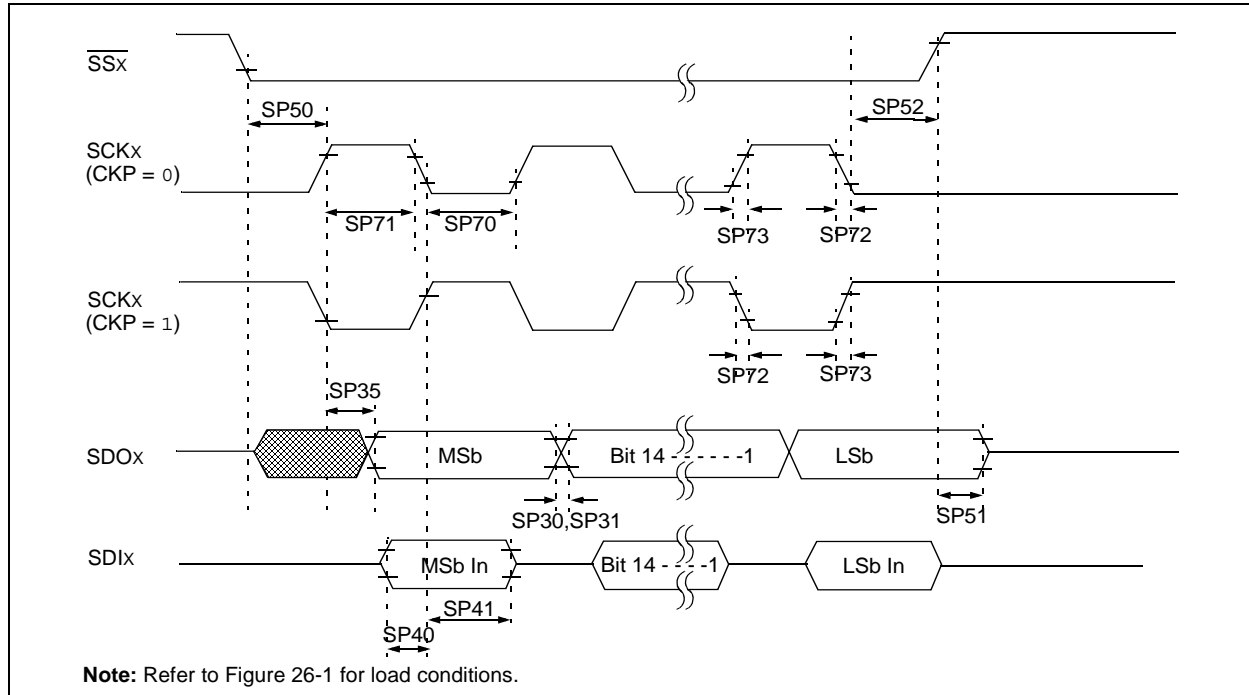 SSX
SP50
SP52
SCKX
(CKP = 0)
SP71
SP70
SP73
SP72
SCKX
(CKP = 1)
SP72
SP73
SP35
SDOX
MSb
Bit 14 - - - - - -1
LSb
SP30,SP31
SP51
SDIX
MSb In
Bit 14 - - - -1
LSb In
SP41
SP40
Note: Refer to Figure 26-1 for load conditions.